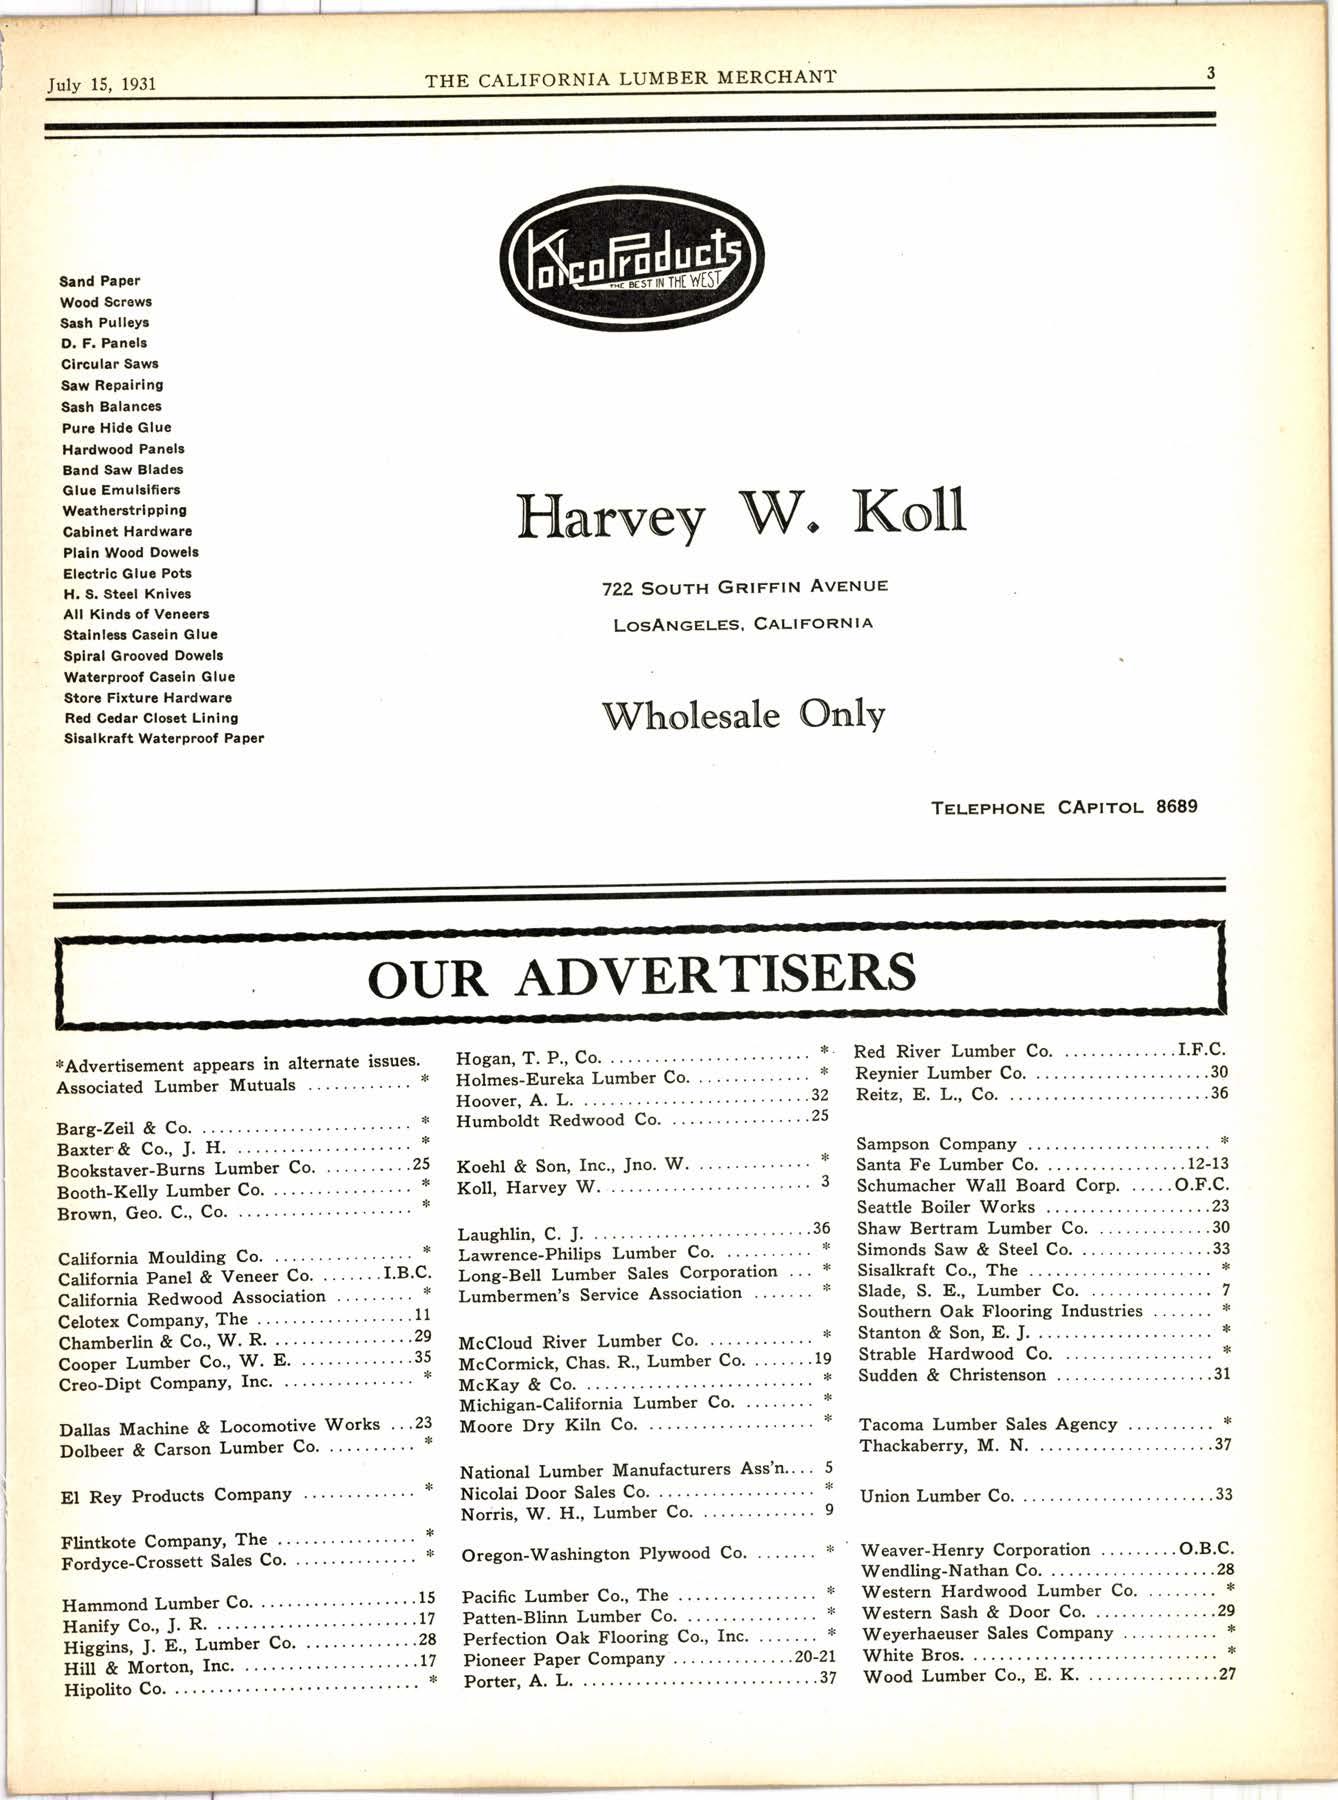 July 15, 1931 THE CALIFORNIA LUMBER MERCHANT 3
Kolco Products
THE BEST IN THE WEST
Sand Paper
Wood Screws
Sash Pulleys
D. F. Panels
Circular Saws
Saw Repairing
Sash Balances
Pure Hide Glue
Hardwood Panels
Band Saw Blades
Glue Emulsifiers
Weatherstripping
Cabinet Hardware
Plain Wood Dowels
Electric Glue Pots
H. S. Steel Knives
All Kinds of Veneers
Stainless Casein Glue
Spiral Grooved Dowels
Waterproof Casein Glue
Store Fixture Hardware
Red Cedar Closet Lining
Sisalkraft Waterproof Paper
Harvey W. Koll
722 SOUTH GRIFFIN AVENUE
LOSANGELES, CALIFORNIA
Wholesale Only
TELEPHONE CAPITOL 8689
OUR ADVERTISERS
*Advertisement appears in alternate issues.
Associated Lumber Mutuals ............ *
Barg-Zeil & Co. ........................ *
Baxter & Co., J. H. .................... *
Bookstaver-Burns Lumber Co. ..........25
Booth-Kelly Lumber Co. ................ *
Brown, Geo. C., Co. .................... *
California Moulding Co. ................ *
California Panel & Veneer Co. .......I.B.C.
California Redwood Association ......... *
Celotex Company, The ..................11
Chamberlin & Co., W. R. ................29
Cooper Lumber Co., W. E. .............35
Creo-Dipt Company, Inc. ............... *
Dallas Machine & Locomotive Works ...23
Dolbeer & Carson Lumber Co. .......... *
El Rey Products Company ............. *
Flintkote Company, The ................ *
Fordyce-Crossett Sales Co. .............. *
Hammond Lumber Co. ..................15
Hanify Co., J. R. .......................17
Higgins, J. E., Lumber Co. .............28
Hill & Morton, Inc. ....................17
Hipolito Co. ............................ *
Hogan, T. P., Co. ....................... *
Holmes-Eureka Lumber Co. ............. *
Hoover, A. L. ..........................32
Humboldt Redwood Co. ................25
Koehl & Son, Inc., Jno. W. ............. *
Koll, Harvey W. ....................... 3
Laughlin, C. J. .........................36
Lawrence-Philips Lumber Co. .......... *
Long-Bell Lumber Sales Corporation ... *
Lumbermen's Service Association ....... *
McCloud River Lumber Co. ............ *
McCormick, Chas. R., Lumber Co. .......19
McKay & Co. .......................... *
Michigan-California Lumber Co. ........ *
Moore Dry Kiln Co. ................... *
National Lumber Manufacturers Ass'n.... 5
Nicolai Door Sales Co. .................. *
Norris, W. H., Lumber Co. ............. 9
Oregon-Washington Plywood Co. ....... *
Pacific Lumber Co., The ................ *
Patten-Blinn Lumber Co. ............... *
Perfection Oak Flooring Co., Inc. ....... *
Pioneer Paper Company ..............20-21
Porter, A. L. ...........................37
Red River Lumber Co. .............I.F.C.
Reynier Lumber Co. ....................30
Reitz, E. L., Co. .......................36
Sampson Company ..................... *
Santa Fe Lumber Co. ................12-13
Schumacher Wall Board Corp. .....O.F.C.
Seattle Boiler Works ...................23
Shaw Bertram Lumber Co. .............30
Simonds Saw & Steel Co. ...............33
Sisalkraft Co., The ..................... *
Slade, S. E., Lumber Co. .............. 7
Southern Oak Flooring Industries ....... *
Stanton & Son, E. J. .................... *
Strable Hardwood Co. ................. *
Sudden & Christenson ..................31
Tacoma Lumber Sales Agency .......... *
Thackaberry, M. N. ....................37
Union Lumber Co. ......................33
Weaver-Henry Corporation .........O.B.C.
Wendling-Nathan Co. ...................28
Western Hardwood Lumber Co. ........ *
Western Sash & Door Co. ..............29
Weyerhaeuser Sales Company ........... *
White Bros. ............................ *
Wood Lumber Co., E. K. ...............27